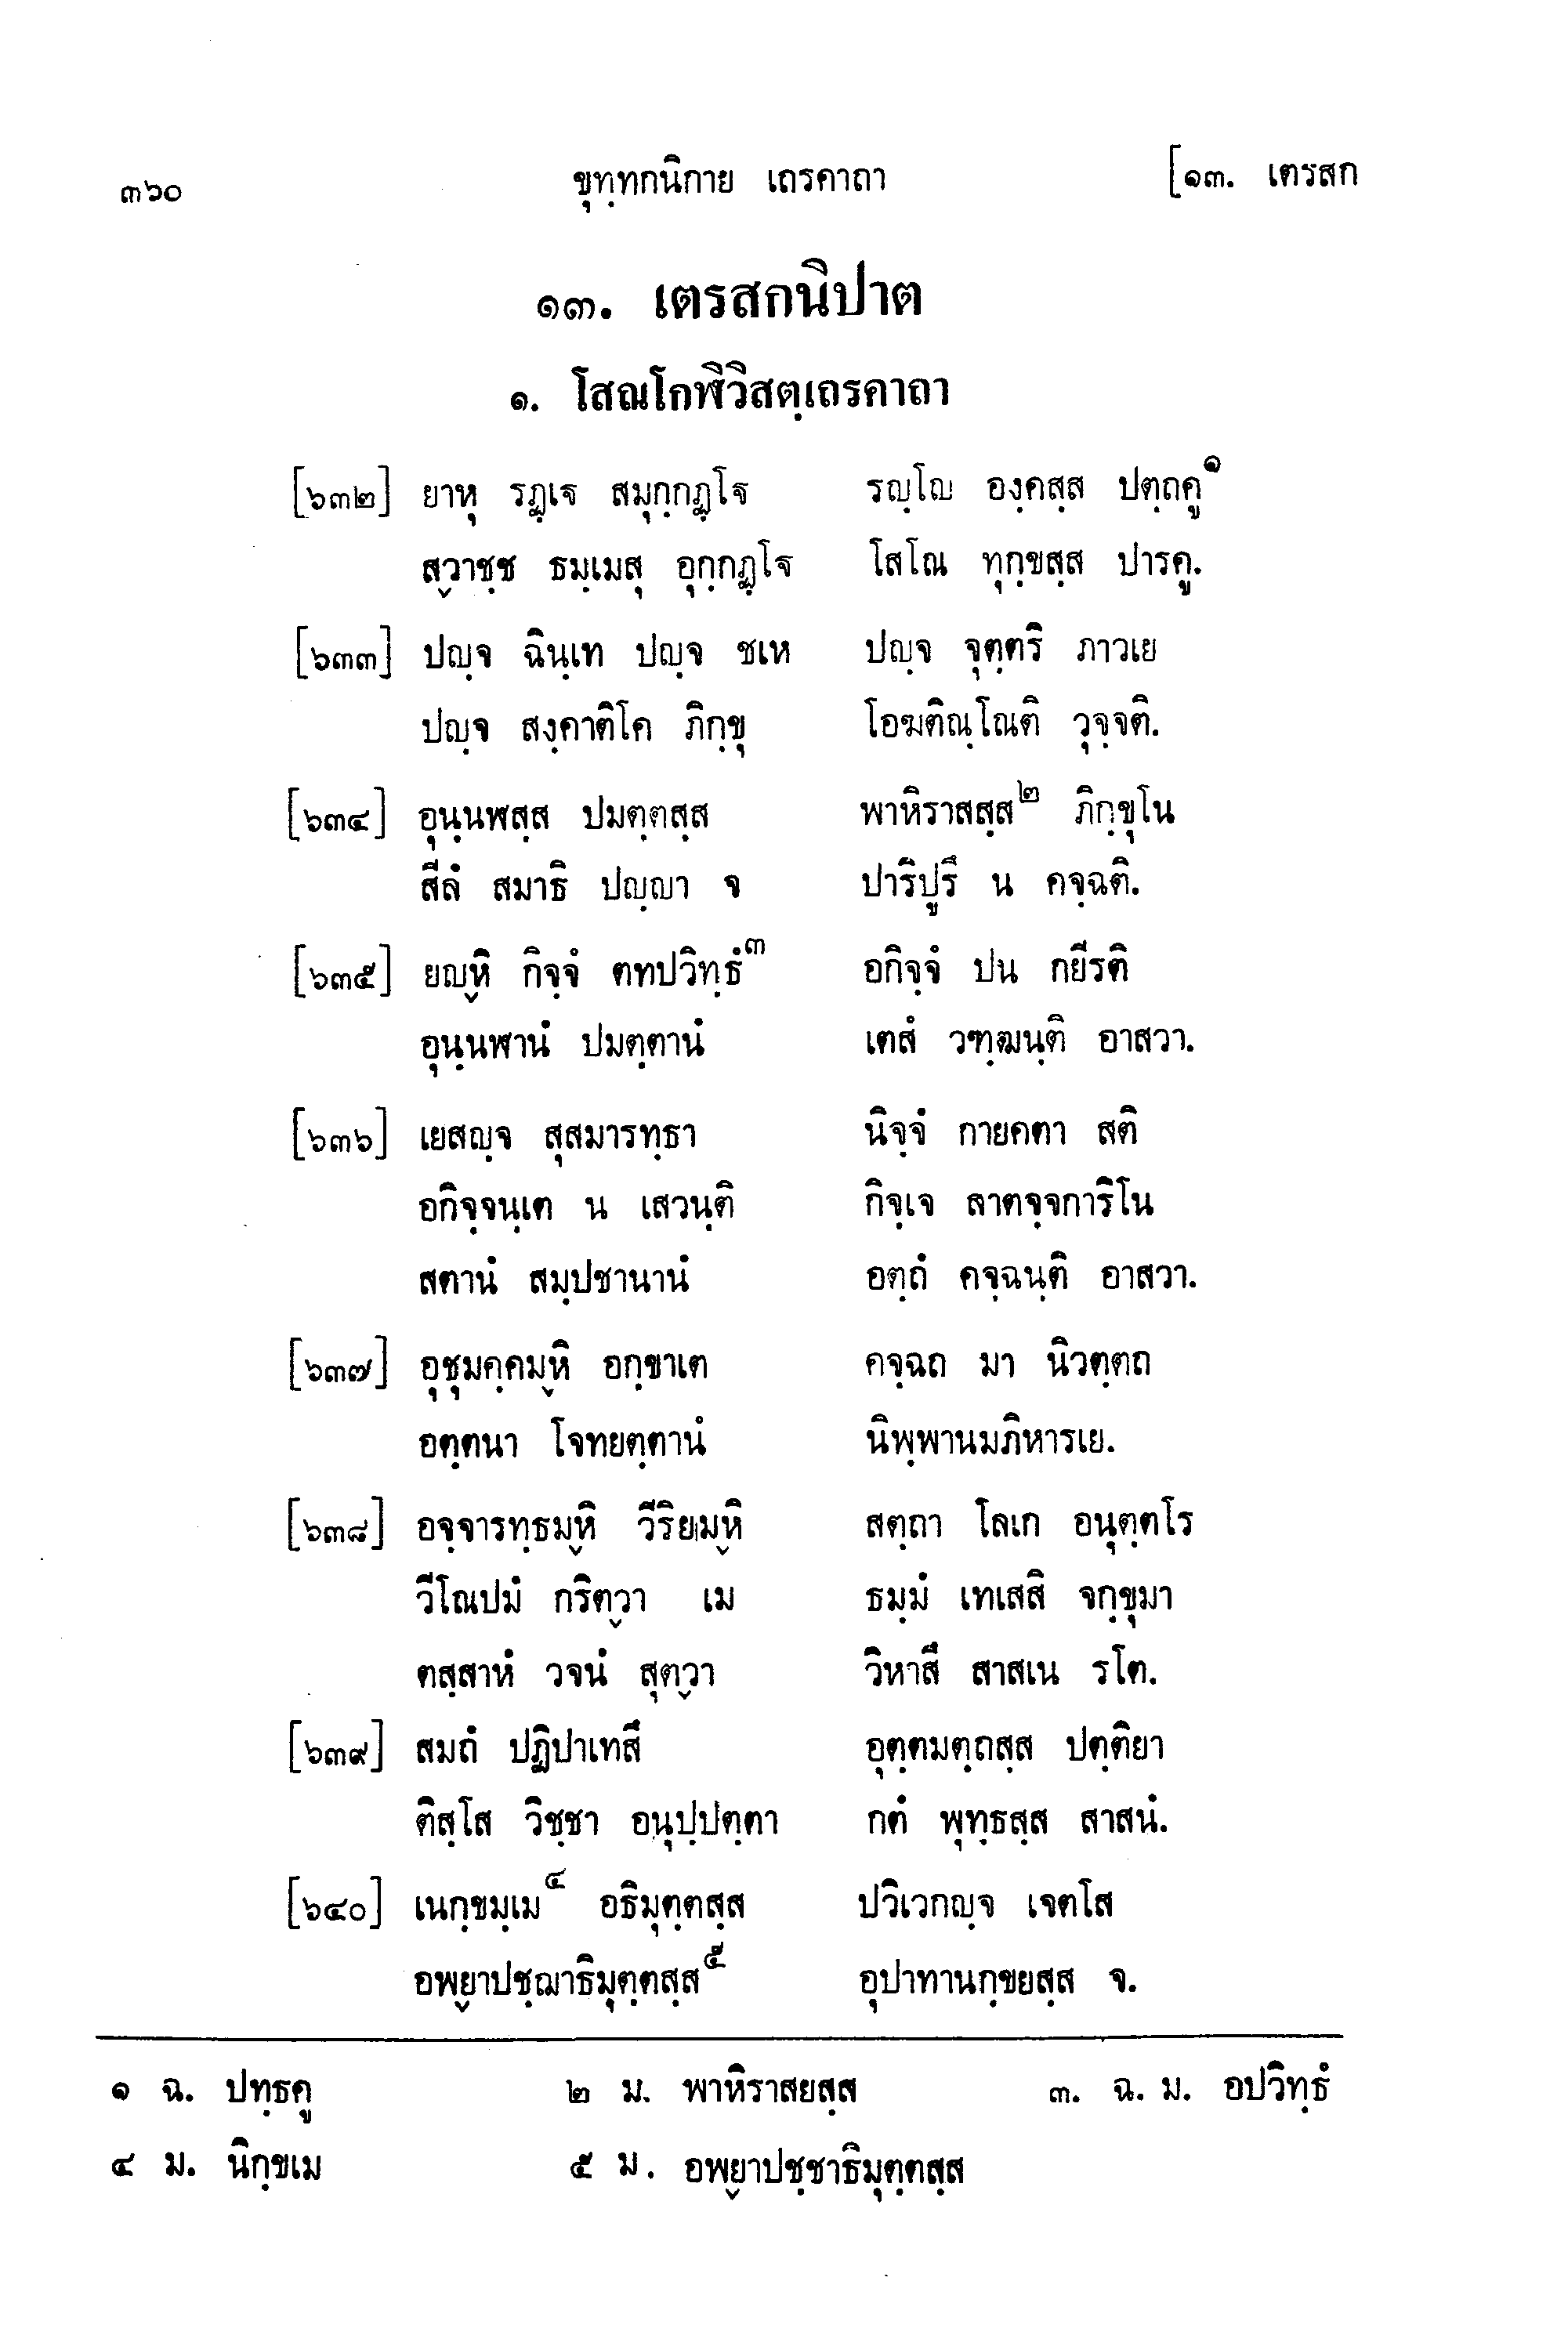 ๓๖๐ ขุทฺทกนิกาย เถรคาถา [๑๓. เตรสก
๑๓. เตรสกนิปาต
๑. โสณโกฬิวิสตฺเถรคาถา
[๖๓๒] ยาหุ รฏฺเฐ สมุกฺกฏฺโฐ รญฺโญ องฺคสฺส ปตฺถคู๑
สฺวาชฺช ธมฺเมสุ อุกฺกฏฺโฐ โสโณ ทุกฺขสฺส ปารคู.
[๖๓๓] ปญฺจ ฉินฺเท ปญฺจ ชเห ปญฺจ จุตฺตริ ภาวเย
ปญฺจ สงฺคาติโค ภิกฺขุ โอฆติณฺโณติ วุจฺจติ.
[๖๓๔] อุนฺนฬสฺส ปมตฺตสฺส พาหิราสสฺส๒ ภิกฺขุโน
สีลํ สมาธิ ปญฺญา จ ปาริปูรึ น คจฺฉติ.
[๖๓๕] ยญฺหิ กิจฺจํ ตทปวิทฺธํ๓ อกิจฺจํ ปน กยีรติ
อุนฺนฬานํ ปมตฺตานํ เตสํ วฑฺฒนฺติ อาสวา.
[๖๓๖] เยสญฺจ สุสมารทฺธา นิจฺจํ กายคตา สติ
อกิจฺจนฺเต น เสวนฺติ กิจฺเจ สาตจฺจการิโน
สตานํ สมฺปชานานํ อตฺถํ คจฺฉนฺติ อาสวา.
[๖๓๗] อุชุมคฺคมฺหิ อกฺขาเต คจฺฉถ มา นิวตฺตถ
อตฺตนา โจทยตฺตานํ นิพฺพานมภิหารเย.
[๖๓๘] อจฺจารทฺธมฺหิ วีริยมฺหิ สตฺถา โลเก อนุตฺตโร
วีโณปมํ กริตฺวา เม ธมฺมํ เทเสสิ จกฺขุมา
ตสฺสาหํ วจนํ สุตฺวา วิหาสึ สาสเน รโต.
[๖๓๙] สมถํ ปฏิปาเทสึ อุตฺตมตฺถสฺส ปตฺติยา
ติสฺโส วิชฺชา อนุปฺปตฺตา กตํ พุทฺธสฺส สาสนํ.
[๖๔๐] เนกฺขมฺเม๔ อธิมุตฺตสฺส ปวิเวกญฺจ เจตโส
อพฺยาปชฺฌาธิมุตฺตสฺส๕ อุปาทานกฺขยสฺส จ.
๑ ฉ. ปทฺธคู ๒ ม. พาหิราสยสฺส ๓. ฉ. ม. อปวิทฺธํ
๔ ม. นิกฺขเม ๕ ม. อพฺยาปชฺชาธิมุตฺตสฺส